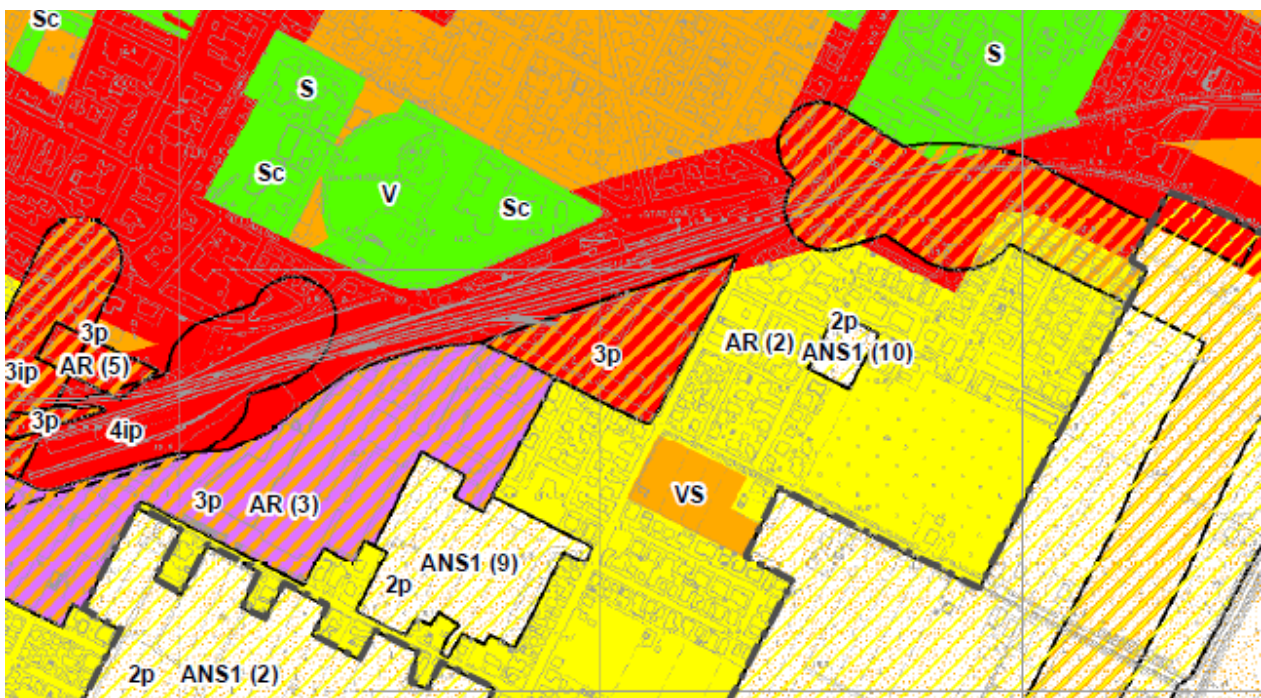 Sc
S
S
Sc
V
Sc
3p
AR (5)
3ip
3p
4ip
3p
2p
AR (2)
ANS1 (10)
3p
AR (3)
VS
ANS1 (9)
2p
2p ANS1 (2)